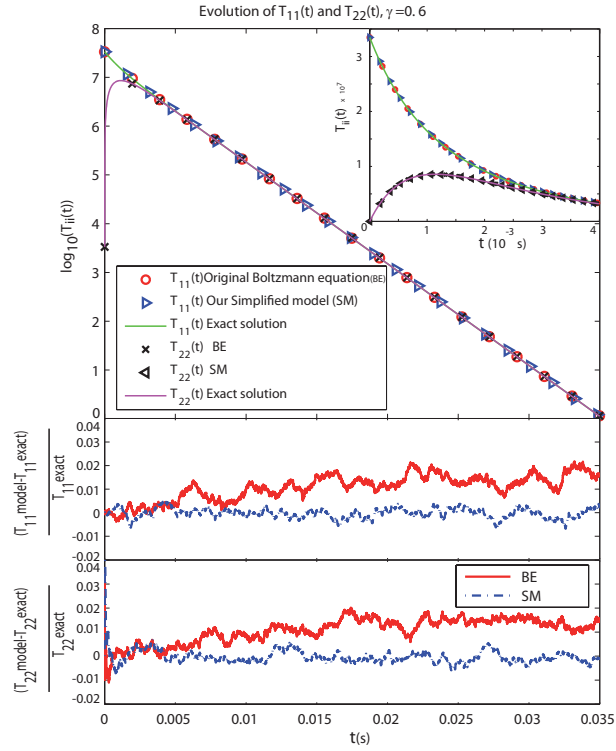 Evolution of T11(t) and T22(t), γ=0.6
8
7
6
5
4
3
2
1
0
log10(Tii(t))
3
2
1
0
Tii(t) × 10^7
0 1 2 3 4
t (10^-3 s)
T11(t)Original Boltzmann equation(BE)
T11(t) Our Simplified model (SM)
T11(t) Exact solution
T22(t) BE
T22(t) SM
T22(t) Exact solution
0.04
0.03
0.02
0.01
0
-0.01
0.02
(T11model-T11exact)
T11exact
0.04
0.03
0.02
0.01
0
-0.01
-0.02
(T22model-T22exact)
T22exact
BE
SM
0 0.005 0.01 0.015 0.02 0.025 0.03 0.035
t(s)